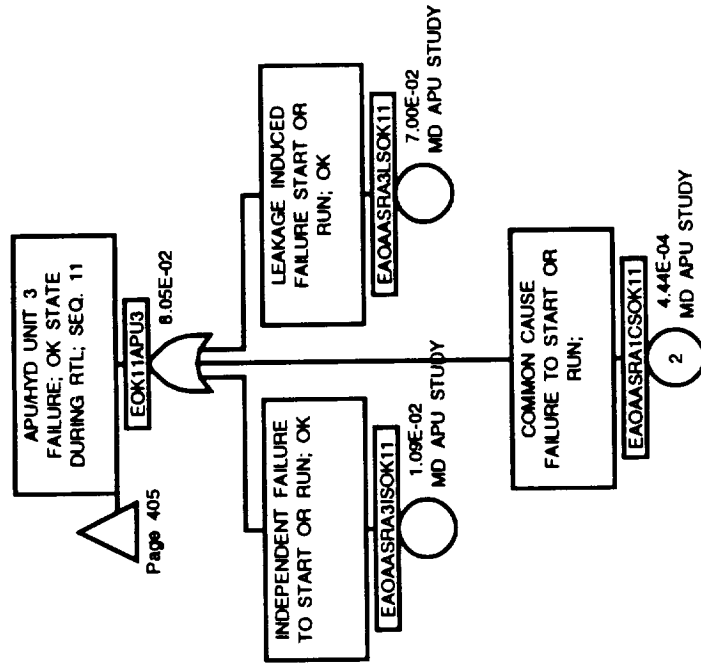 APU/HYD UNIT 3
FAILURE; OK STATE
DURING RTL; SEQ. 11
Page 405
EOK11APU3
8.05E-02
INDEPENDENT FAILURE
TO START OR RUN; OK
EAOAASRA3ISOK11
1.09E-02
MD APU STUDY
LEAKAGE INDUCED
FAILURE START OR
RUN; OK
EAOAASRA3LSOK11
7.00E-02
MD APU STUDY
COMMON CAUSE
FAILURE TO START OR
RUN;
EAOAASRA1CSOK11
2
4.44E-04
MD APU STUDY